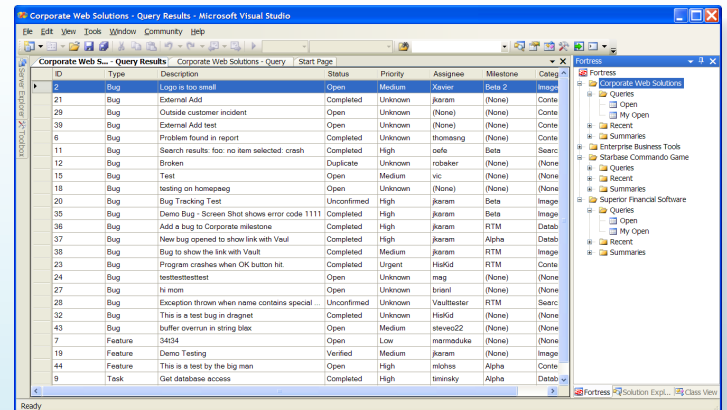 Corporate Web Solutions - Query Results - Microsoft Visual Studio
File Edit View Tools Window Community Help
Server Explorer
Toolbox
Corporate Web S... - Query Results Corporate Web Solutions - Query Start Page
ID Type Description Status Priority Assignee Milestone Categ
2 Bug Logo is too small Open Medium Xavier Beta 2 Image
21 Bug External Add Completed Unknown jkaram (None) Conte
29 Bug Outside customer incident Open Unknown (None) (None) Conte
39 Bug External Add test Open Unknown (None) (None) Conte
6 Bug Problem found in report Completed Unknown thomasng (None) Conte
11 Bug Search results: foo: no item selected: crash Completed High oefe Beta Searc
12 Bug Broken Duplicate Unknown robaker (None) (None
15 Bug Test Open Medium vic (None) (None
18 Bug testing on homepaeg Open Unknown (None) (None) (None
20 Bug Bug Tracking Test Unconfirmed High jkaram Beta Image
35 Bug Demo Bug - Screen Shot shows error code 1111 Completed High jkaram Beta Image
36 Bug Add a bug to Corporate milestone Completed High jkaram RTM Datab
37 Bug New bug opened to show link with Vaul Completed High jkaram Alpha Datab
38 Bug Bug to show the link with Vault Completed Medium jkaram RTM Image
23 Bug Program crashes when OK button hit. Completed Urgent HisKid RTM Conte
24 Bug testtesttesttest Open Unknown mag (None) (None
27 Bug hi mom Open Unknown brianl (None) (None
28 Bug Exception thrown when name contains special ... Unconfirmed Unknown Vaulttester RTM Searc
32 Bug This is a test bug in dragnet Completed Unknown HisKid (None) (None
43 Bug buffer overrun in string blax Open Medium steveo22 (None) (None
7 Feature 34t34 Open Low marmaduke (None) (None
19 Feature Demo Testing Verified Medium jkaram (None) Image
44 Feature This is a test by the big man Open High mlohss Alpha Conte
9 Task Get database access Completed High timinsky Alpha Datab
Fortress
Fortress
Corporate Web Solutions
Queries
Open
My Open
Recent
Summaries
Enterprise Business Tools
Starbase Commando Game
Queries
Recent
Summaries
Superior Financial Software
Queries
Open
My Open
Recent
Summaries
Fortress Solution Expl... Class View
Ready